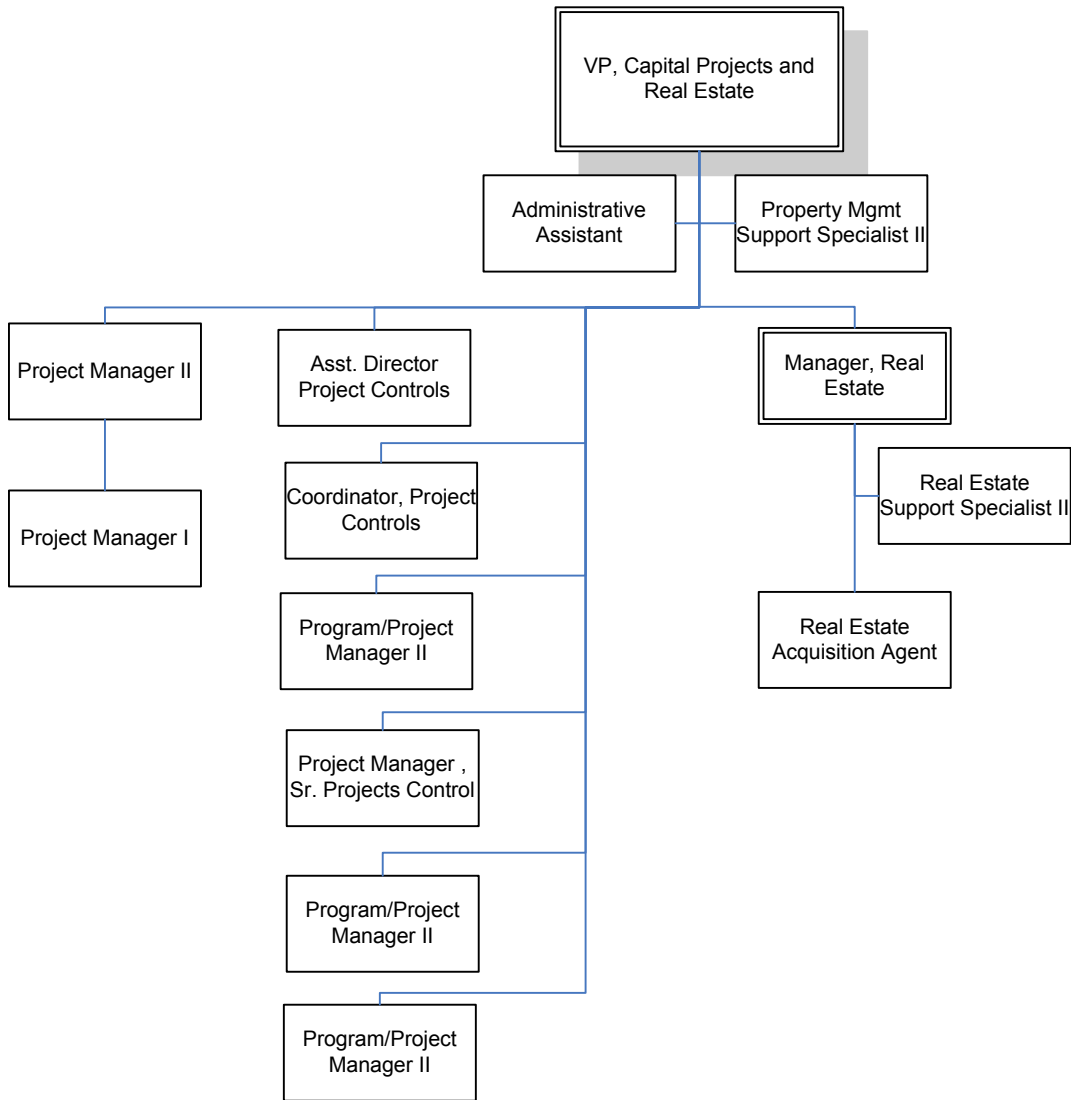 VP, Capital Projects and
Real Estate
Administrative
Assistant
Property Mgmt
Support Specialist II
Project Manager II
Asst. Director
Project Controls
Manager, Real
Estate
Coordinator, Project
Controls
Real Estate
Support Specialist II
Project Manager I
Program/Project
Manager II
Real Estate
Acquisition Agent
Project Manager ,
Sr. Projects Control
Program/Project
Manager II
Program/Project
Manager II